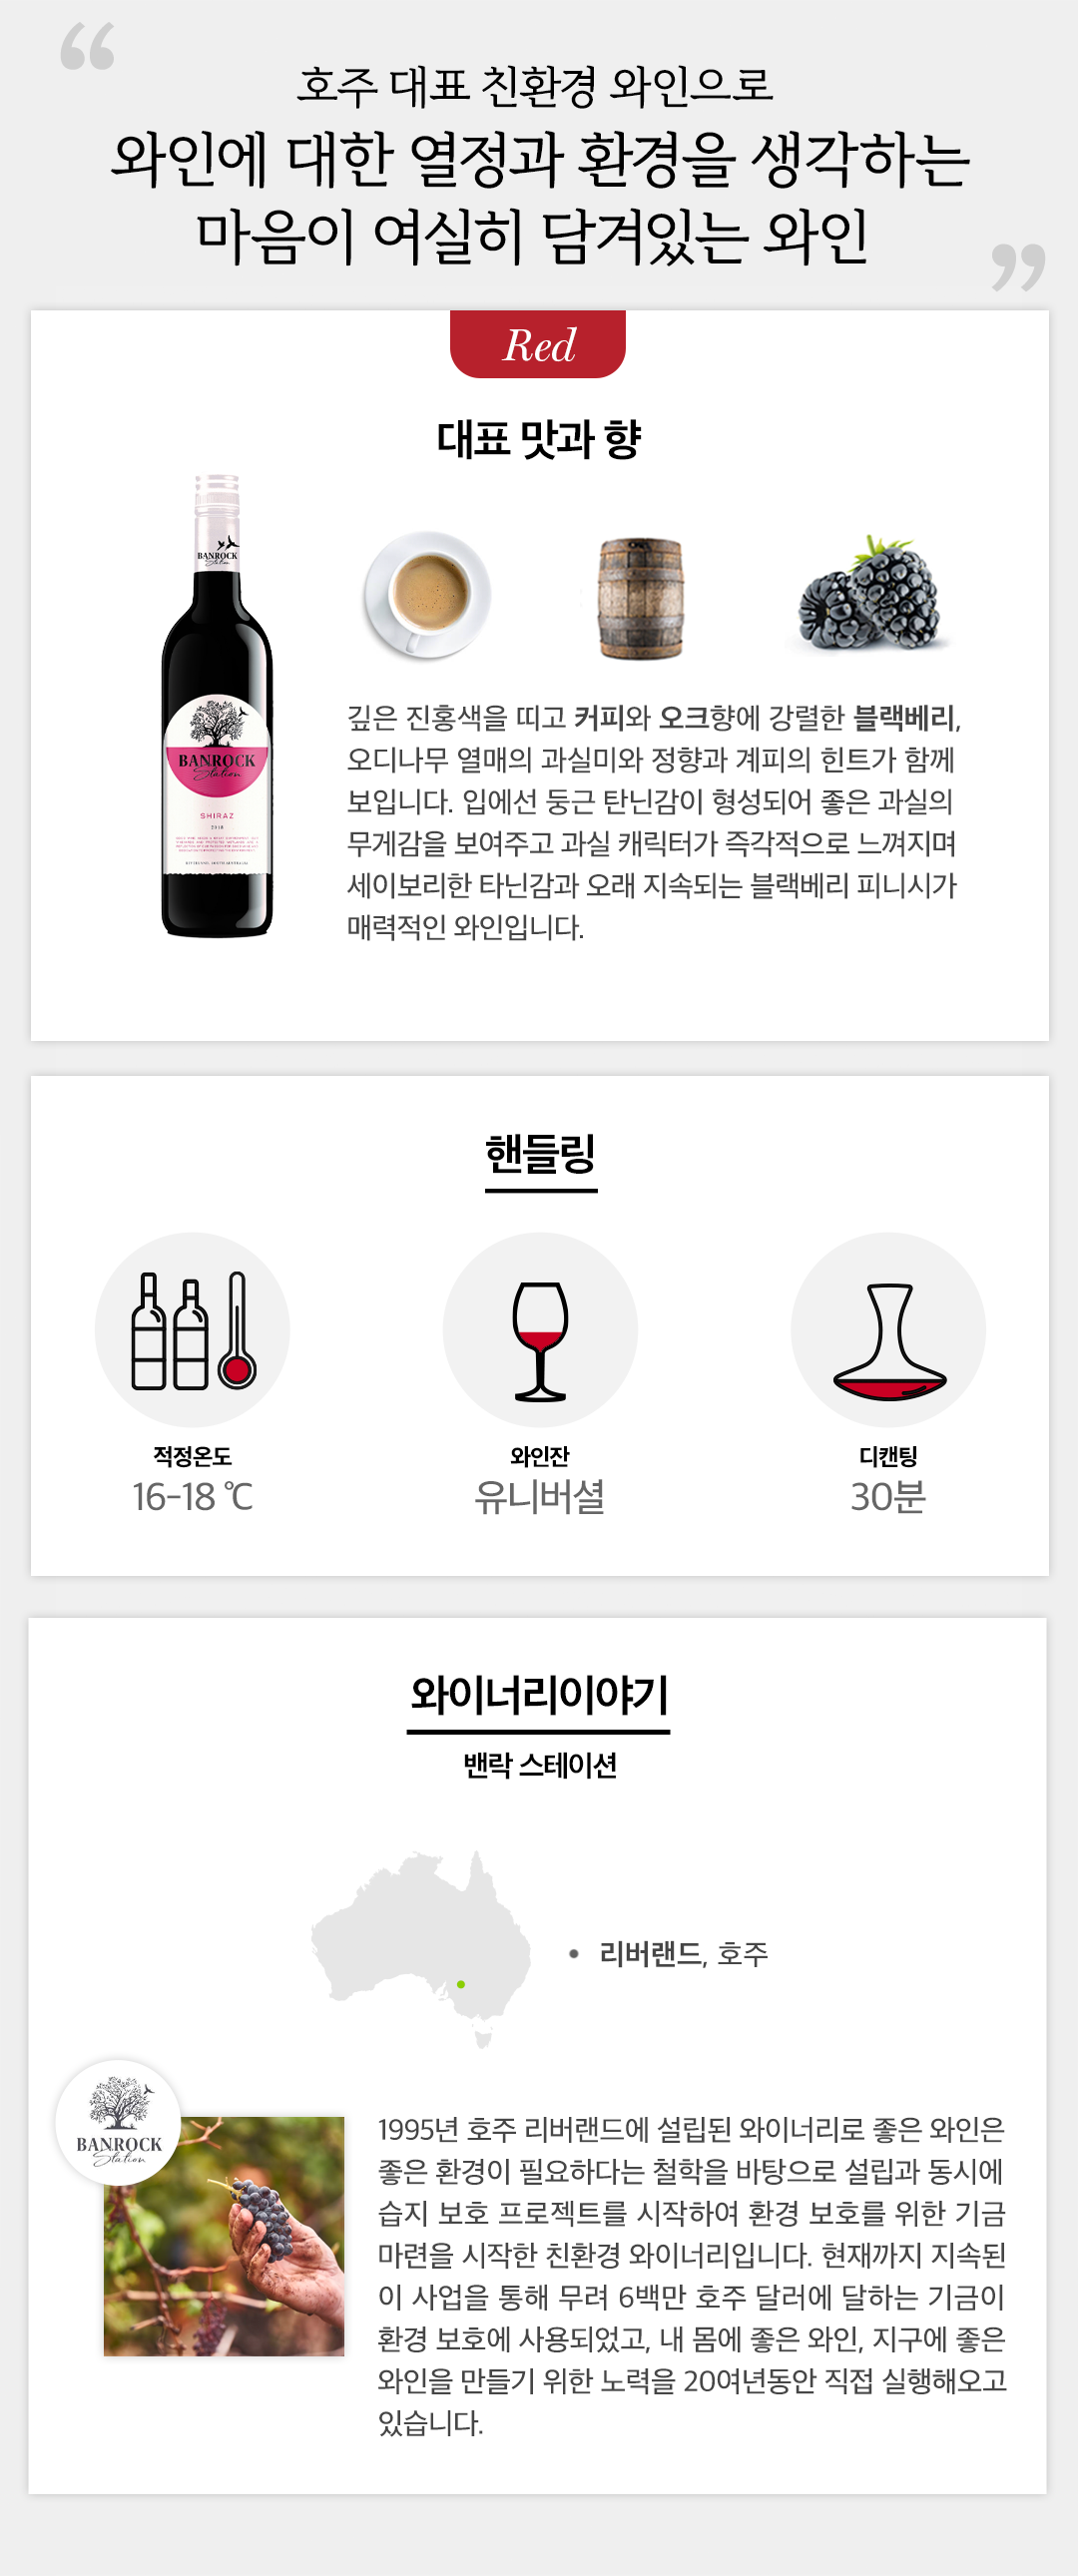 “
호주 대표 친환경 와인으로
와인에 대한 열정과 환경을 생각하는
마음이 여실히 담겨있는 와인
”
Red
대표 맛과 향
BANROCK
Station
BANROCK
Station
SHIRAZ
2018
깊은 진홍색을 띠고 커피와 오크향에 강렬한 블랙베리,
오디나무 열매의 과실미와 정향과 계피의 힌트가 함께
보입니다. 입에선 둥근 탄닌감이 형성되어 좋은 과실의
무게감을 보여주고 과실 캐릭터가 즉각적으로 느껴지며
세이보리한 타닌감과 오래 지속되는 블랙베리 피니시가
매력적인 와인입니다.
핸들링
적정온도
16-18 ℃
와인잔
유니버셜
디캔팅
30분
와이너리이야기
밴락 스테이션
• 리버랜드, 호주
BANROCK
Station
1995년 호주 리버랜드에 설립된 와이너리로 좋은 와인은
좋은 환경이 필요하다는 철학을 바탕으로 설립과 동시에
습지 보호 프로젝트를 시작하여 환경 보호를 위한 기금
마련을 시작한 친환경 와이너리입니다. 현재까지 지속된
이 사업을 통해 무려 6백만 호주 달러에 달하는 기금이
환경 보호에 사용되었고, 내 몸에 좋은 와인, 지구에 좋은
와인을 만들기 위한 노력을 20여년동안 직접 실행해오고
있습니다.